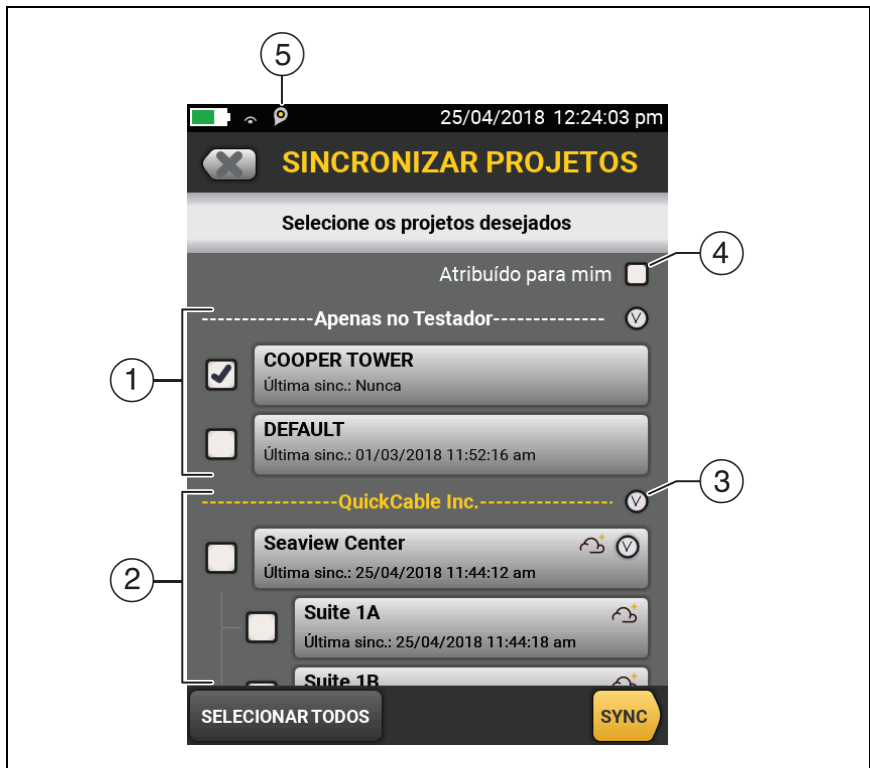 5
25/04/2018 12:24:03 pm
SINCRONIZAR PROJETOS
Selecione os projetos desejados
Atribuído para mim
4
--------------Apenas no Testador--------------
1
COOPER TOWER
Última sinc.: Nunca
DEFAULT
Última sinc.: 01/03/2018 11:52:16 am
3
-----------------QuickCable Inc.-----------------
2
Seaview Center
Última sinc.: 25/04/2018 11:44:12 am
Suite 1A
Última sinc.: 25/04/2018 11:44:18 am
Suite 1B
SELECIONAR TODOS
SYNC